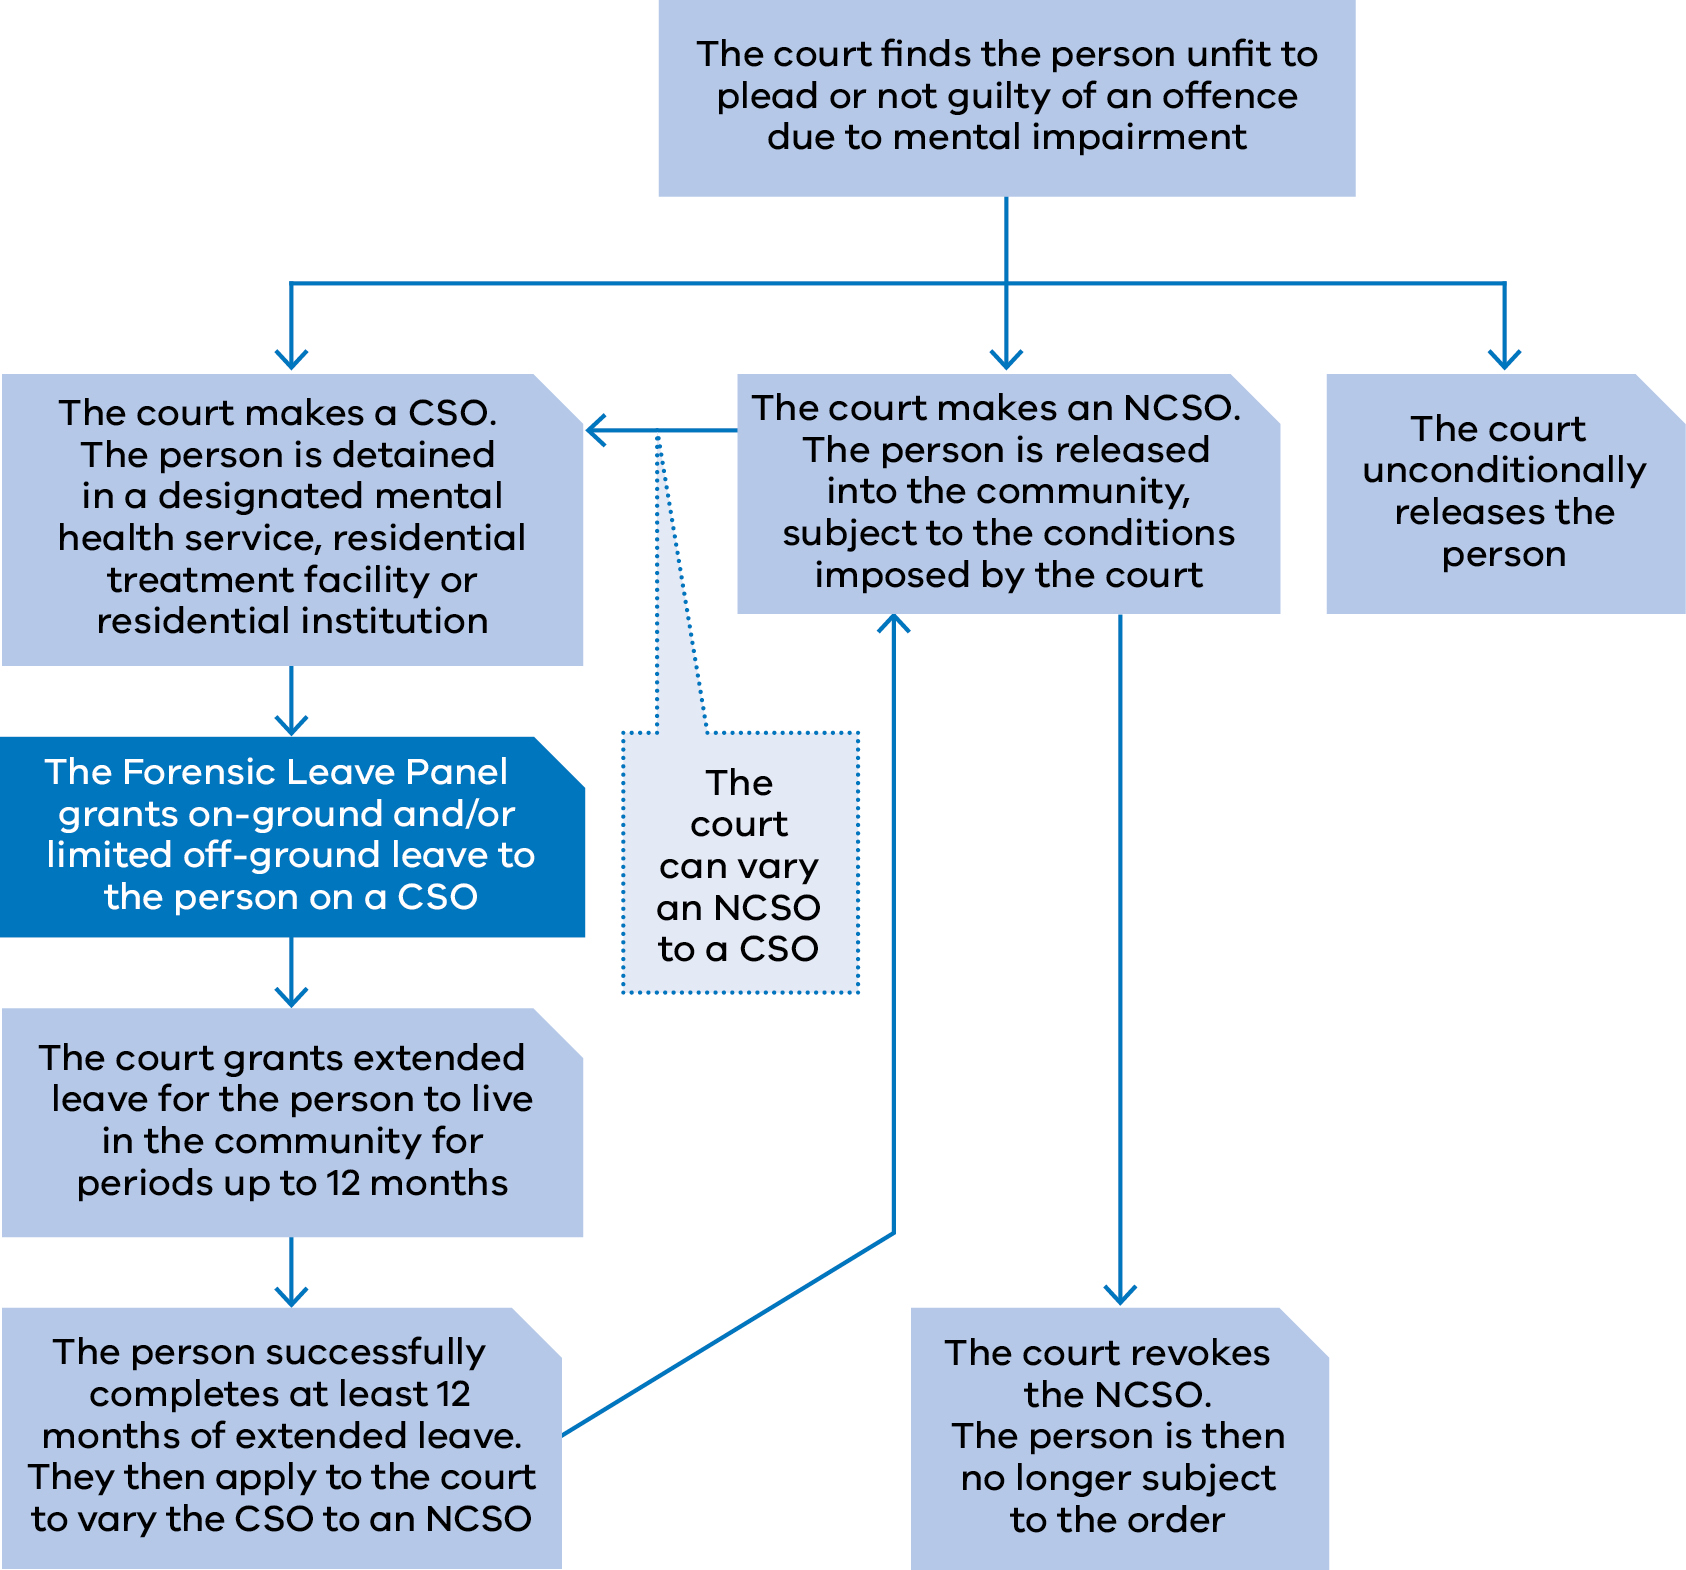 The court finds the person unfit to
plead or not guilty of an offence
due to mental impairment
The court makes a CSO.
The person is detained
in a designated mental
health service, residential
treatment facility or
residential institution
The court makes an NCSO.
The person is released
into the community,
subject to the conditions
imposed by the court
The court
unconditionally
releases the
person
The Forensic Leave Panel
grants on-ground and/or
limited off-ground leave to
the person on a CSO
The
court
can vary
an NCSO
to a CSO
The court grants extended
leave for the person to live
in the community for
periods up to 12 months
The person successfully
completes at least 12
months of extended leave.
They then apply to the court
to vary the CSO to an NCSO
The court revokes
the NCSO.
The person is then
no longer subject
to the order